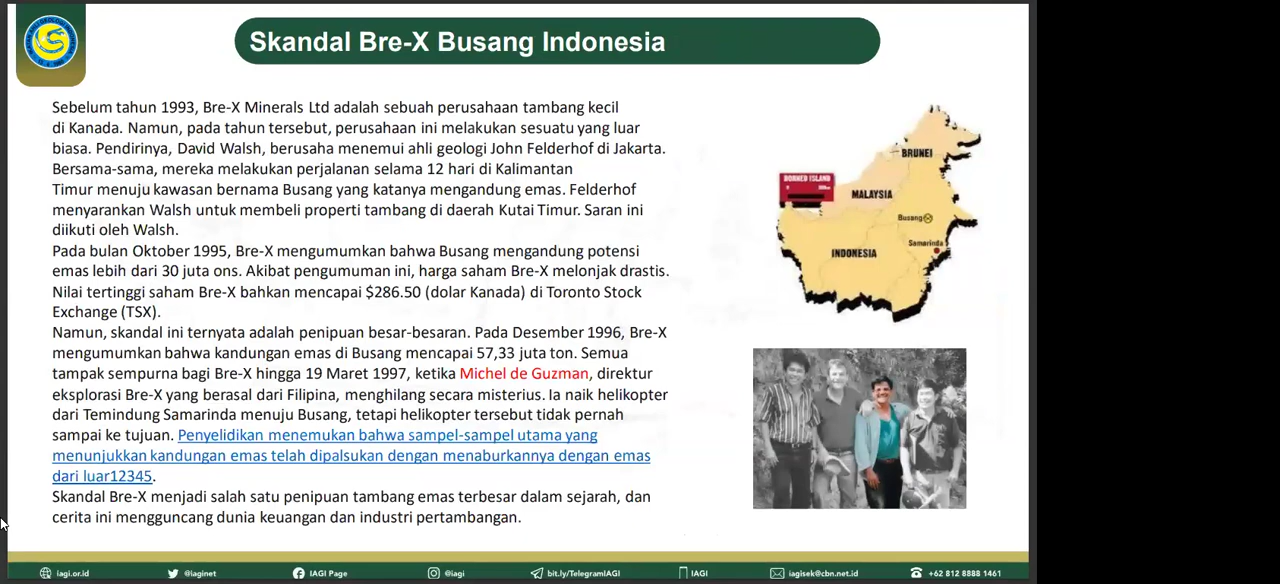 Skandal Bre-X Busang Indonesia
Sebelum tahun 1993, Bre-X Minerals Ltd adalah sebuah perusahaan tambang kecil
di Kanada. Namun, pada tahun tersebut, perusahaan ini melakukan sesuatu yang luar
biasa. Pendirinya, David Walsh, berusaha menemui ahli geologi John Felderhof di Jakarta.
Bersama-sama, mereka melakukan perjalanan selama 12 hari di Kalimantan
Timur menuju kawasan bernama Busang yang katanya mengandung emas. Felderhof
menyarankan Walsh untuk membeli properti tambang di daerah Kutai Timur. Saran ini
diikuti oleh Walsh.
Pada bulan Oktober 1995, Bre-X mengumumkan bahwa Busang mengandung potensi
emas lebih dari 30 juta ons. Akibat pengumuman ini, harga saham Bre-X melonjak drastis.
Nilai tertinggi saham Bre-X bahkan mencapai $286.50 (dolar Kanada) di Toronto Stock
Exchange (TSX).
Namun, skandal ini ternyata adalah penipuan besar-besaran. Pada Desember 1996, Bre-X
mengumumkan bahwa kandungan emas di Busang mencapai 57,33 juta ton. Semua
tampak sempurna bagi Bre-X hingga 19 Maret 1997, ketika Michel de Guzman, direktur
eksplorasi Bre-X yang berasal dari Filipina, menghilang secara misterius. Ia naik helikopter
dari Temindung Samarinda menuju Busang, tetapi helikopter tersebut tidak pernah
sampai ke tujuan. Penyelidikan menemukan bahwa sampel-sampel utama yang
menunjukkan kandungan emas telah dipalsukan dengan menaburkannya dengan emas
dari luar12345.
Skandal Bre-X menjadi salah satu penipuan tambang emas terbesar dalam sejarah, dan
cerita ini mengguncang dunia keuangan dan industri pertambangan.
BRUNEI
BORNEO ISLAND
MALAYSIA
Busang
Samarinda
INDONESIA
iagi.or.id
@iaginet
IAGI Page
@iagi
bit.ly/TelegramIAGI
IAGI
iagisek@cbn.net.id
+62 812 8888 1461